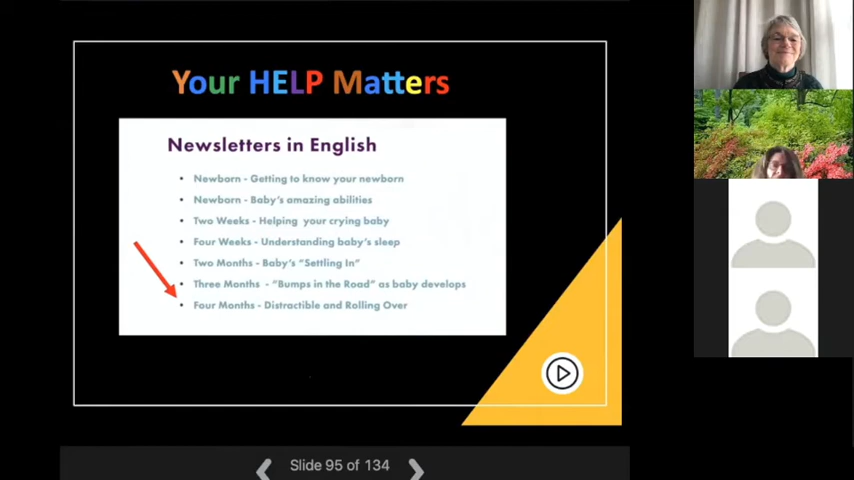 Your HELP Matters
Newsletters in English
• Newborn - Getting to know your newborn
• Newborn - Baby's amazing abilities
• Two Weeks - Helping your crying baby
• Four Weeks - Understanding baby's sleep
• Two Months - Baby's “Settling In”
• Three Months - “Bumps in the Road” as baby develops
• Four Months - Distractible and Rolling Over
Slide 95 of 134